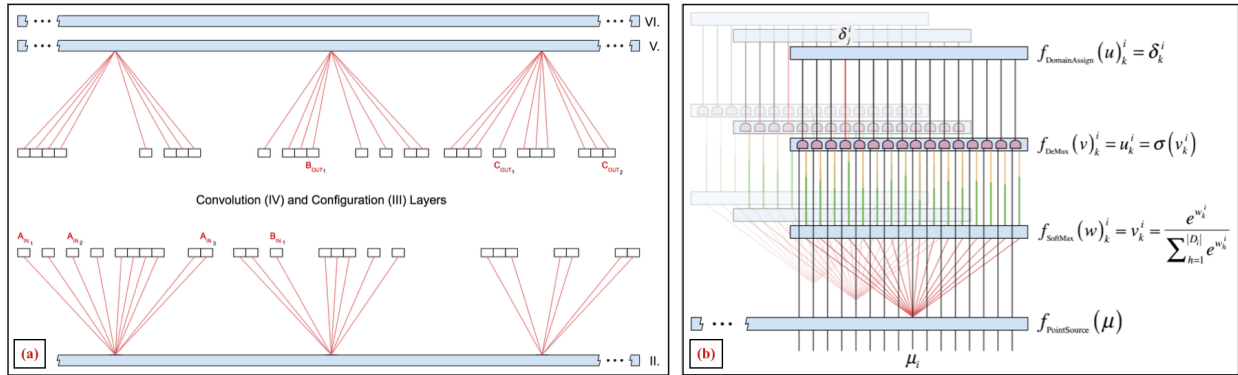 ••• ••• VI.
••• ••• V.
B_OUT₁ C_OUT₁ C_OUT₂
Convolution (IV) and Configuration (III) Layers
A_IN₁ A_IN₂ A_IN₃ B_IN₁
(a) ••• II.
δ_j^i
f_DomainAssign(u)_k^i = δ_k^i
f_DeMux(v)_k^i = u_k^i = σ(v_k^i)
f_SoftMax(w)_k^i = v_k^i = e^{w_k^i} / ∑_{h=1}^{|D_i|} e^{w_h^i}
••• f_PointSource(μ)
(b) μ_i